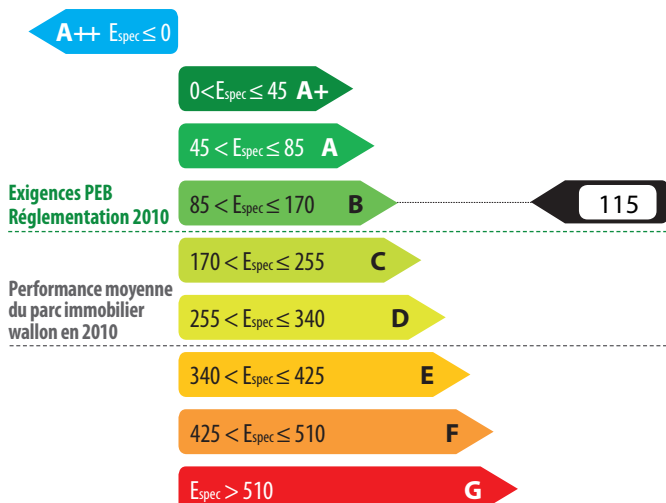 A++ Espec ≤ 0
0<Espec ≤ 45 A+
45 < Espec ≤ 85 A
Exigences PEB
Réglementation 2010
85 < Espec ≤ 170 B
115
170 < Espec ≤ 255 C
Performance moyenne
du parc immobilier
wallon en 2010
255 < Espec ≤ 340 D
340 < Espec ≤ 425 E
425 < Espec ≤ 510 F
Espec > 510 G